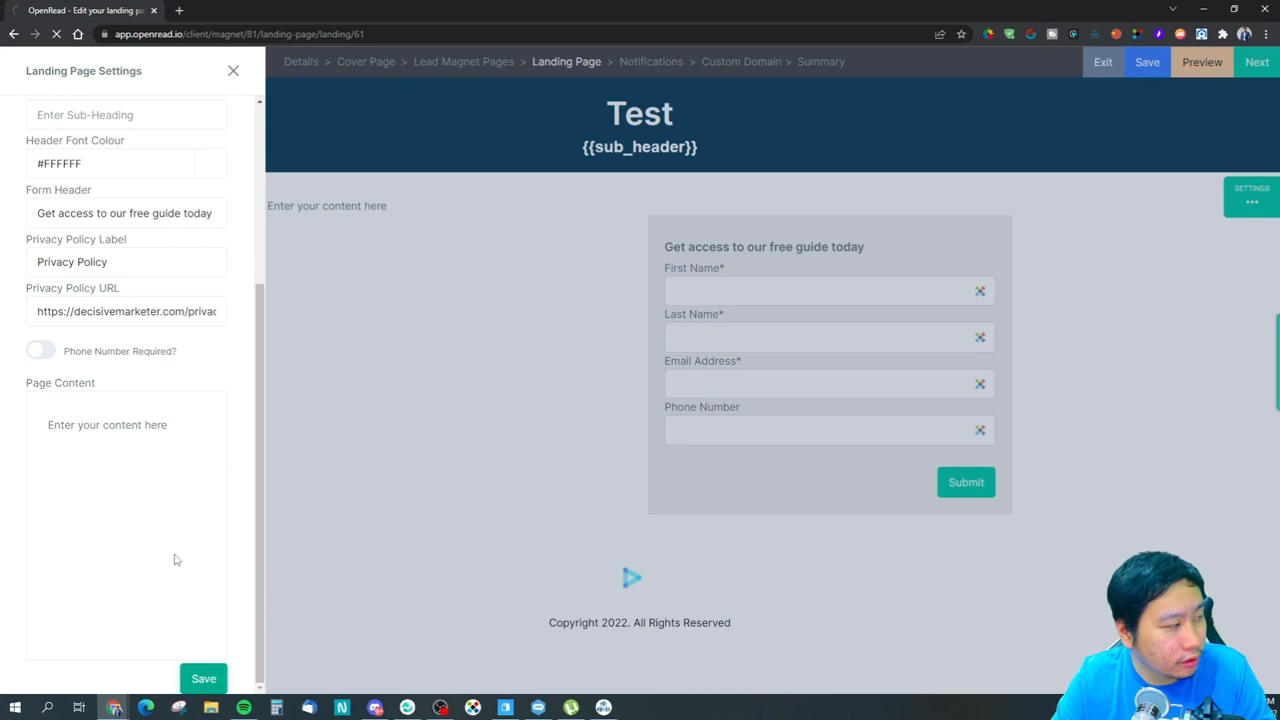 OpenRead - Edit your landing pa
app.openread.io/client/magnet/81/landing-page/landing/61
Landing Page Settings
Details > Cover Page > Lead Magnet Pages > Landing Page > Notifications > Custom Domain > Summary
Exit
Save
Preview
Next
Enter Sub-Heading
Header Font Colour
#FFFFFF
Form Header
Get access to our free guide today
Privacy Policy Label
Privacy Policy
Privacy Policy URL
https://decisivemarketer.com/privac
Phone Number Required?
Page Content
Enter your content here
Save
Test
{{sub_header}}
SETTINGS
Enter your content here
Get access to our free guide today
First Name*
Last Name*
Email Address*
Phone Number
Submit
Copyright 2022. All Rights Reserved